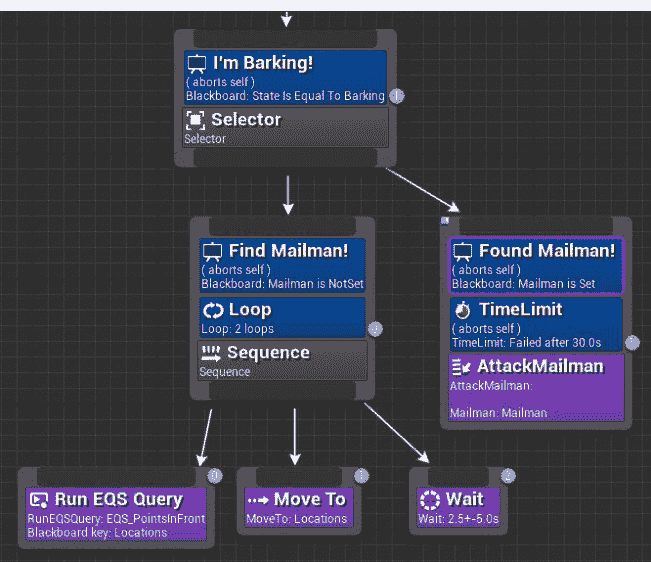 I'm Barking!
( aborts self )
Blackboard: State Is Equal To Barking
Selector
Selector
Find Mailman!
( aborts self )
Blackboard: Mailman is NotSet
Loop
Loop: 2 loops
Sequence
Sequence
Found Mailman!
( aborts self )
Blackboard: Mailman is Set
TimeLimit
( aborts self )
TimeLimit: Failed after 30.0s
AttackMailman
AttackMailman:
Mailman: Mailman
Run EQS Query
RunEQSQuery: EQS_PointsInFront
Blackboard key: Locations
Move To
MoveTo: Locations
Wait
Wait: 2.5+-5.0s